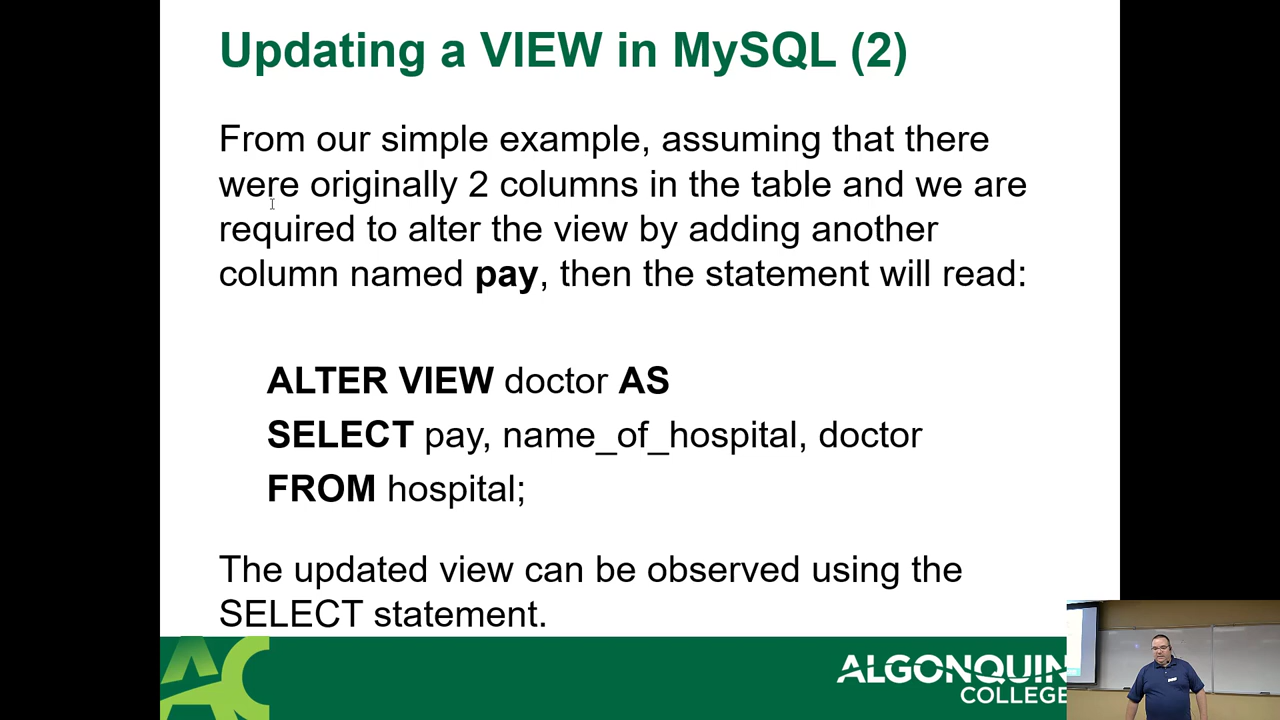 Updating a VIEW in MySQL (2)
From our simple example, assuming that there
were originally 2 columns in the table and we are
required to alter the view by adding another
column named pay, then the statement will read:
ALTER VIEW doctor AS
SELECT pay, name_of_hospital, doctor
FROM hospital;
The updated view can be observed using the
SELECT statement.
AC
ALGONQUIN
COLLEGE